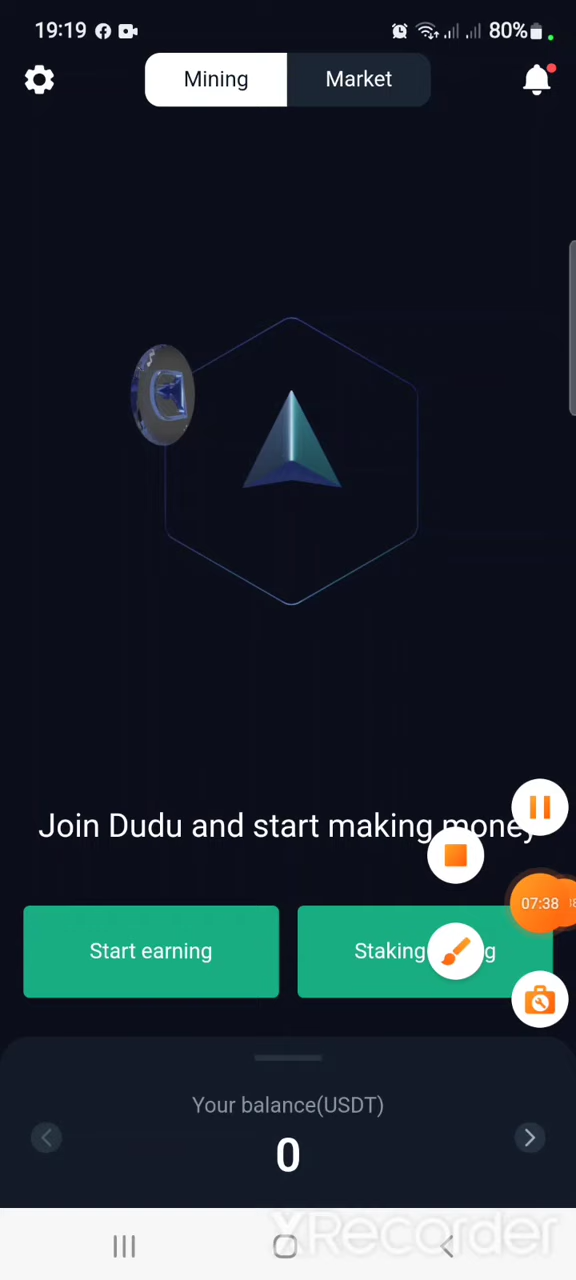 19:19
80%
Mining
Market
Join Dudu and start making money
07:38
Start earning
Staking
g
Your balance(USDT)
0
XRecorder